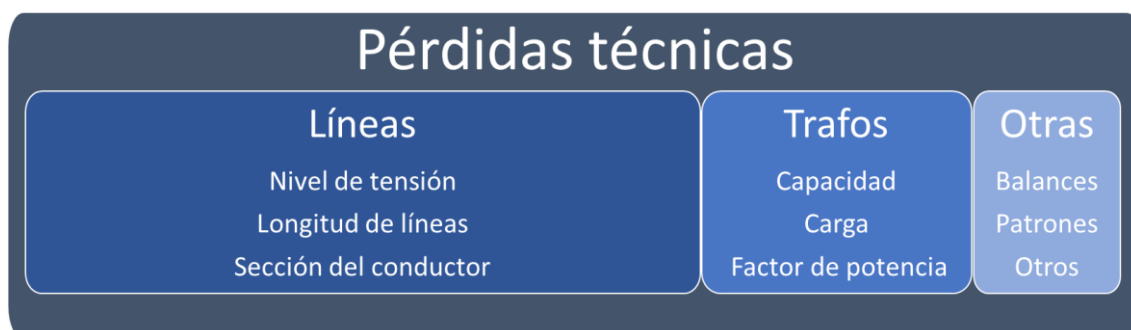 Pérdidas técnicas
Líneas
Nivel de tensión
Longitud de líneas
Sección del conductor
Trafos
Capacidad
Carga
Factor de potencia
Otras
Balances
Patrones
Otros